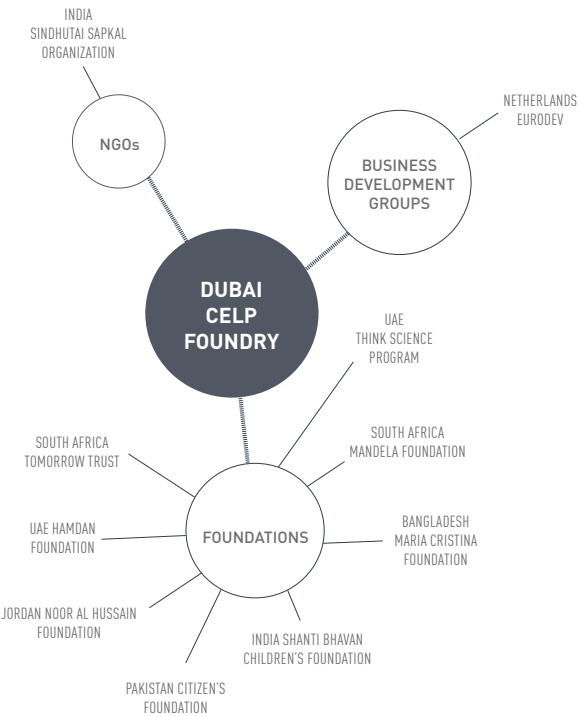 INDIA
SINDHUTAI SAPKAL
ORGANIZATION
NGOs
NETHERLANDS
EURODEV
BUSINESS
DEVELOPMENT
GROUPS
DUBAI
CELP
FOUNDRY
UAE
THINK SCIENCE
PROGRAM
SOUTH AFRICA
TOMORROW TRUST
SOUTH AFRICA
MANDELA FOUNDATION
UAE HAMDAN
FOUNDATION
FOUNDATIONS
BANGLADESH
MARIA CRISTINA
FOUNDATION
JORDAN NOOR AL HUSSAIN
FOUNDATION
INDIA SHANTI BHAVAN
CHILDREN'S FOUNDATION
PAKISTAN CITIZEN'S
FOUNDATION